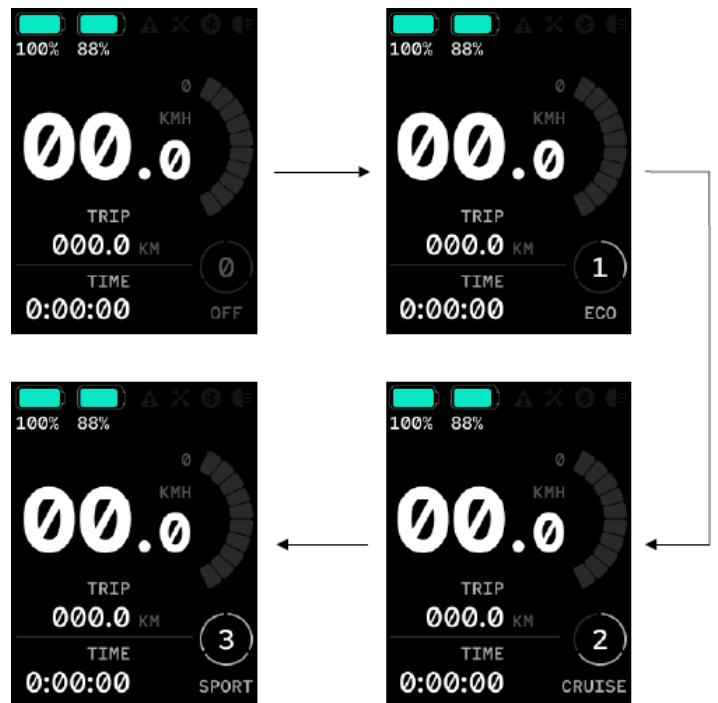 100% 88%
0
KMH
00.0
TRIP
000.0 KM
TIME
0:00:00
0
OFF
100% 88%
0
KMH
00.0
TRIP
000.0 KM
TIME
0:00:00
1
ECO
100% 88%
0
KMH
00.0
TRIP
000.0 KM
TIME
0:00:00
2
CRUISE
100% 88%
0
KMH
00.0
TRIP
000.0 KM
TIME
0:00:00
3
SPORT